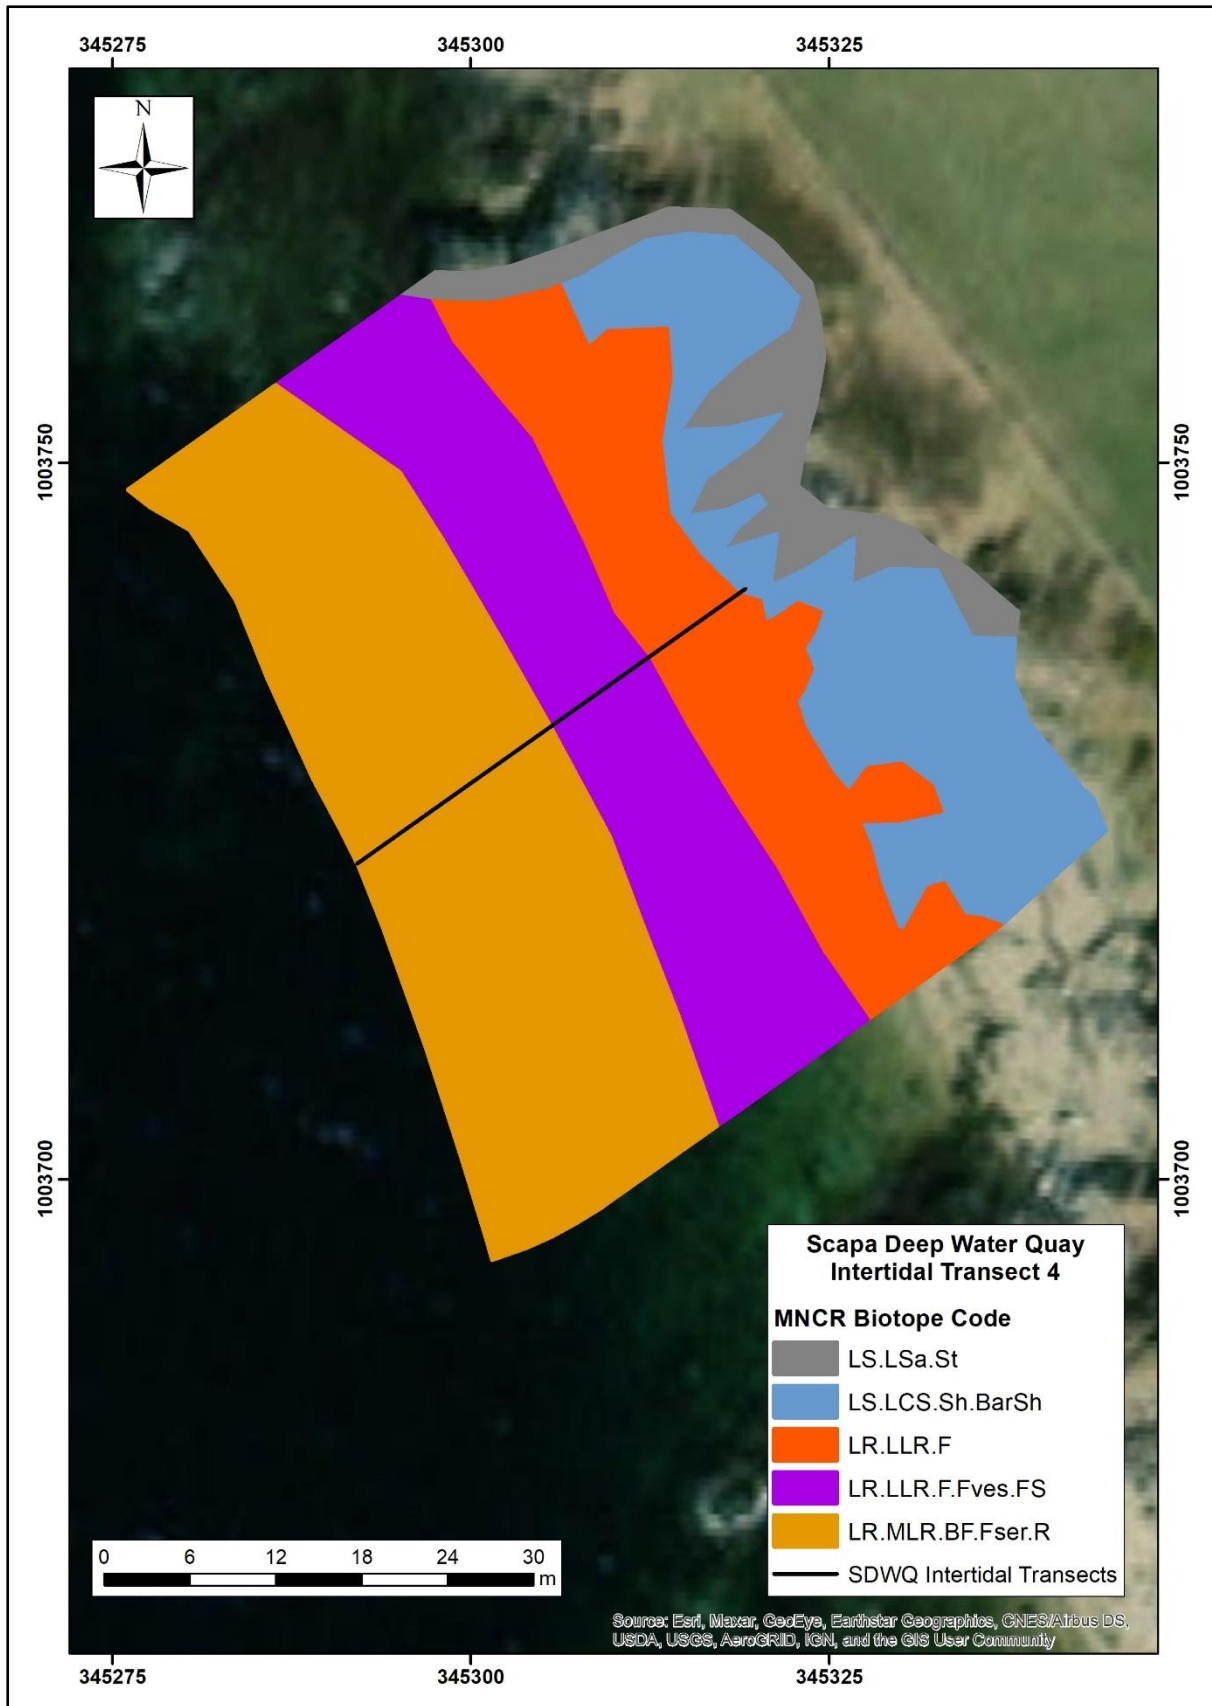 345275 345300 345325
N
1003750 1003750
1003700 1003700
Scapa Deep Water Quay
Intertidal Transect 4
MNCR Biotope Code
LS.LSa.St
LS.LCS.Sh.BarSh
LR.LLR.F
LR.LLR.F.Fves.FS
LR.MLR.BF.Fser.R
SDWQ Intertidal Transects
0 6 12 18 24 30
m
Source: Esri, Maxar, GeoEye, Earthstar Geographics, CNES/Airbus DS,
USDA, USGS, AeroGRID, IGN, and the GIS User Community
345275 345300 345325